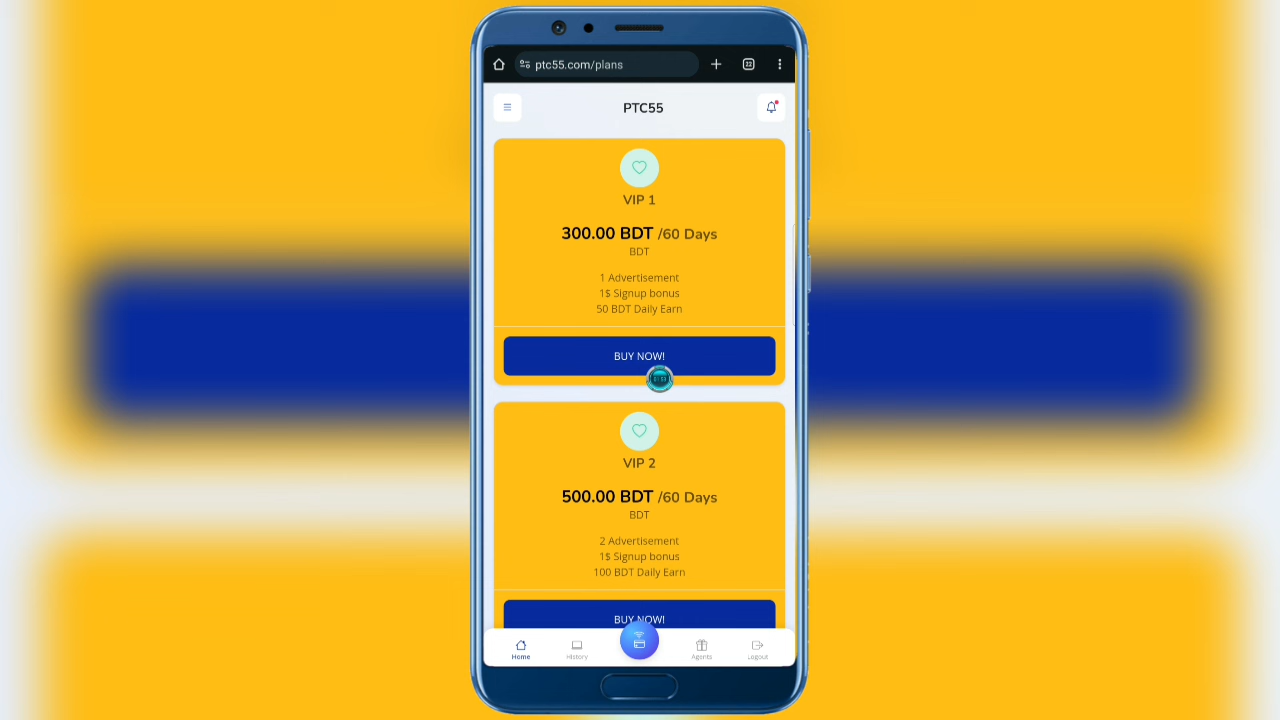 ptc55.com/plans
22
PTC55
VIP 1
300.00 BDT /60 Days
BDT
1 Advertisement
1$ Signup bonus
50 BDT Daily Earn
BUY NOW!
VIP 2
500.00 BDT /60 Days
BDT
2 Advertisement
1$ Signup bonus
100 BDT Daily Earn
BUY NOW!
Home History Agents Logout